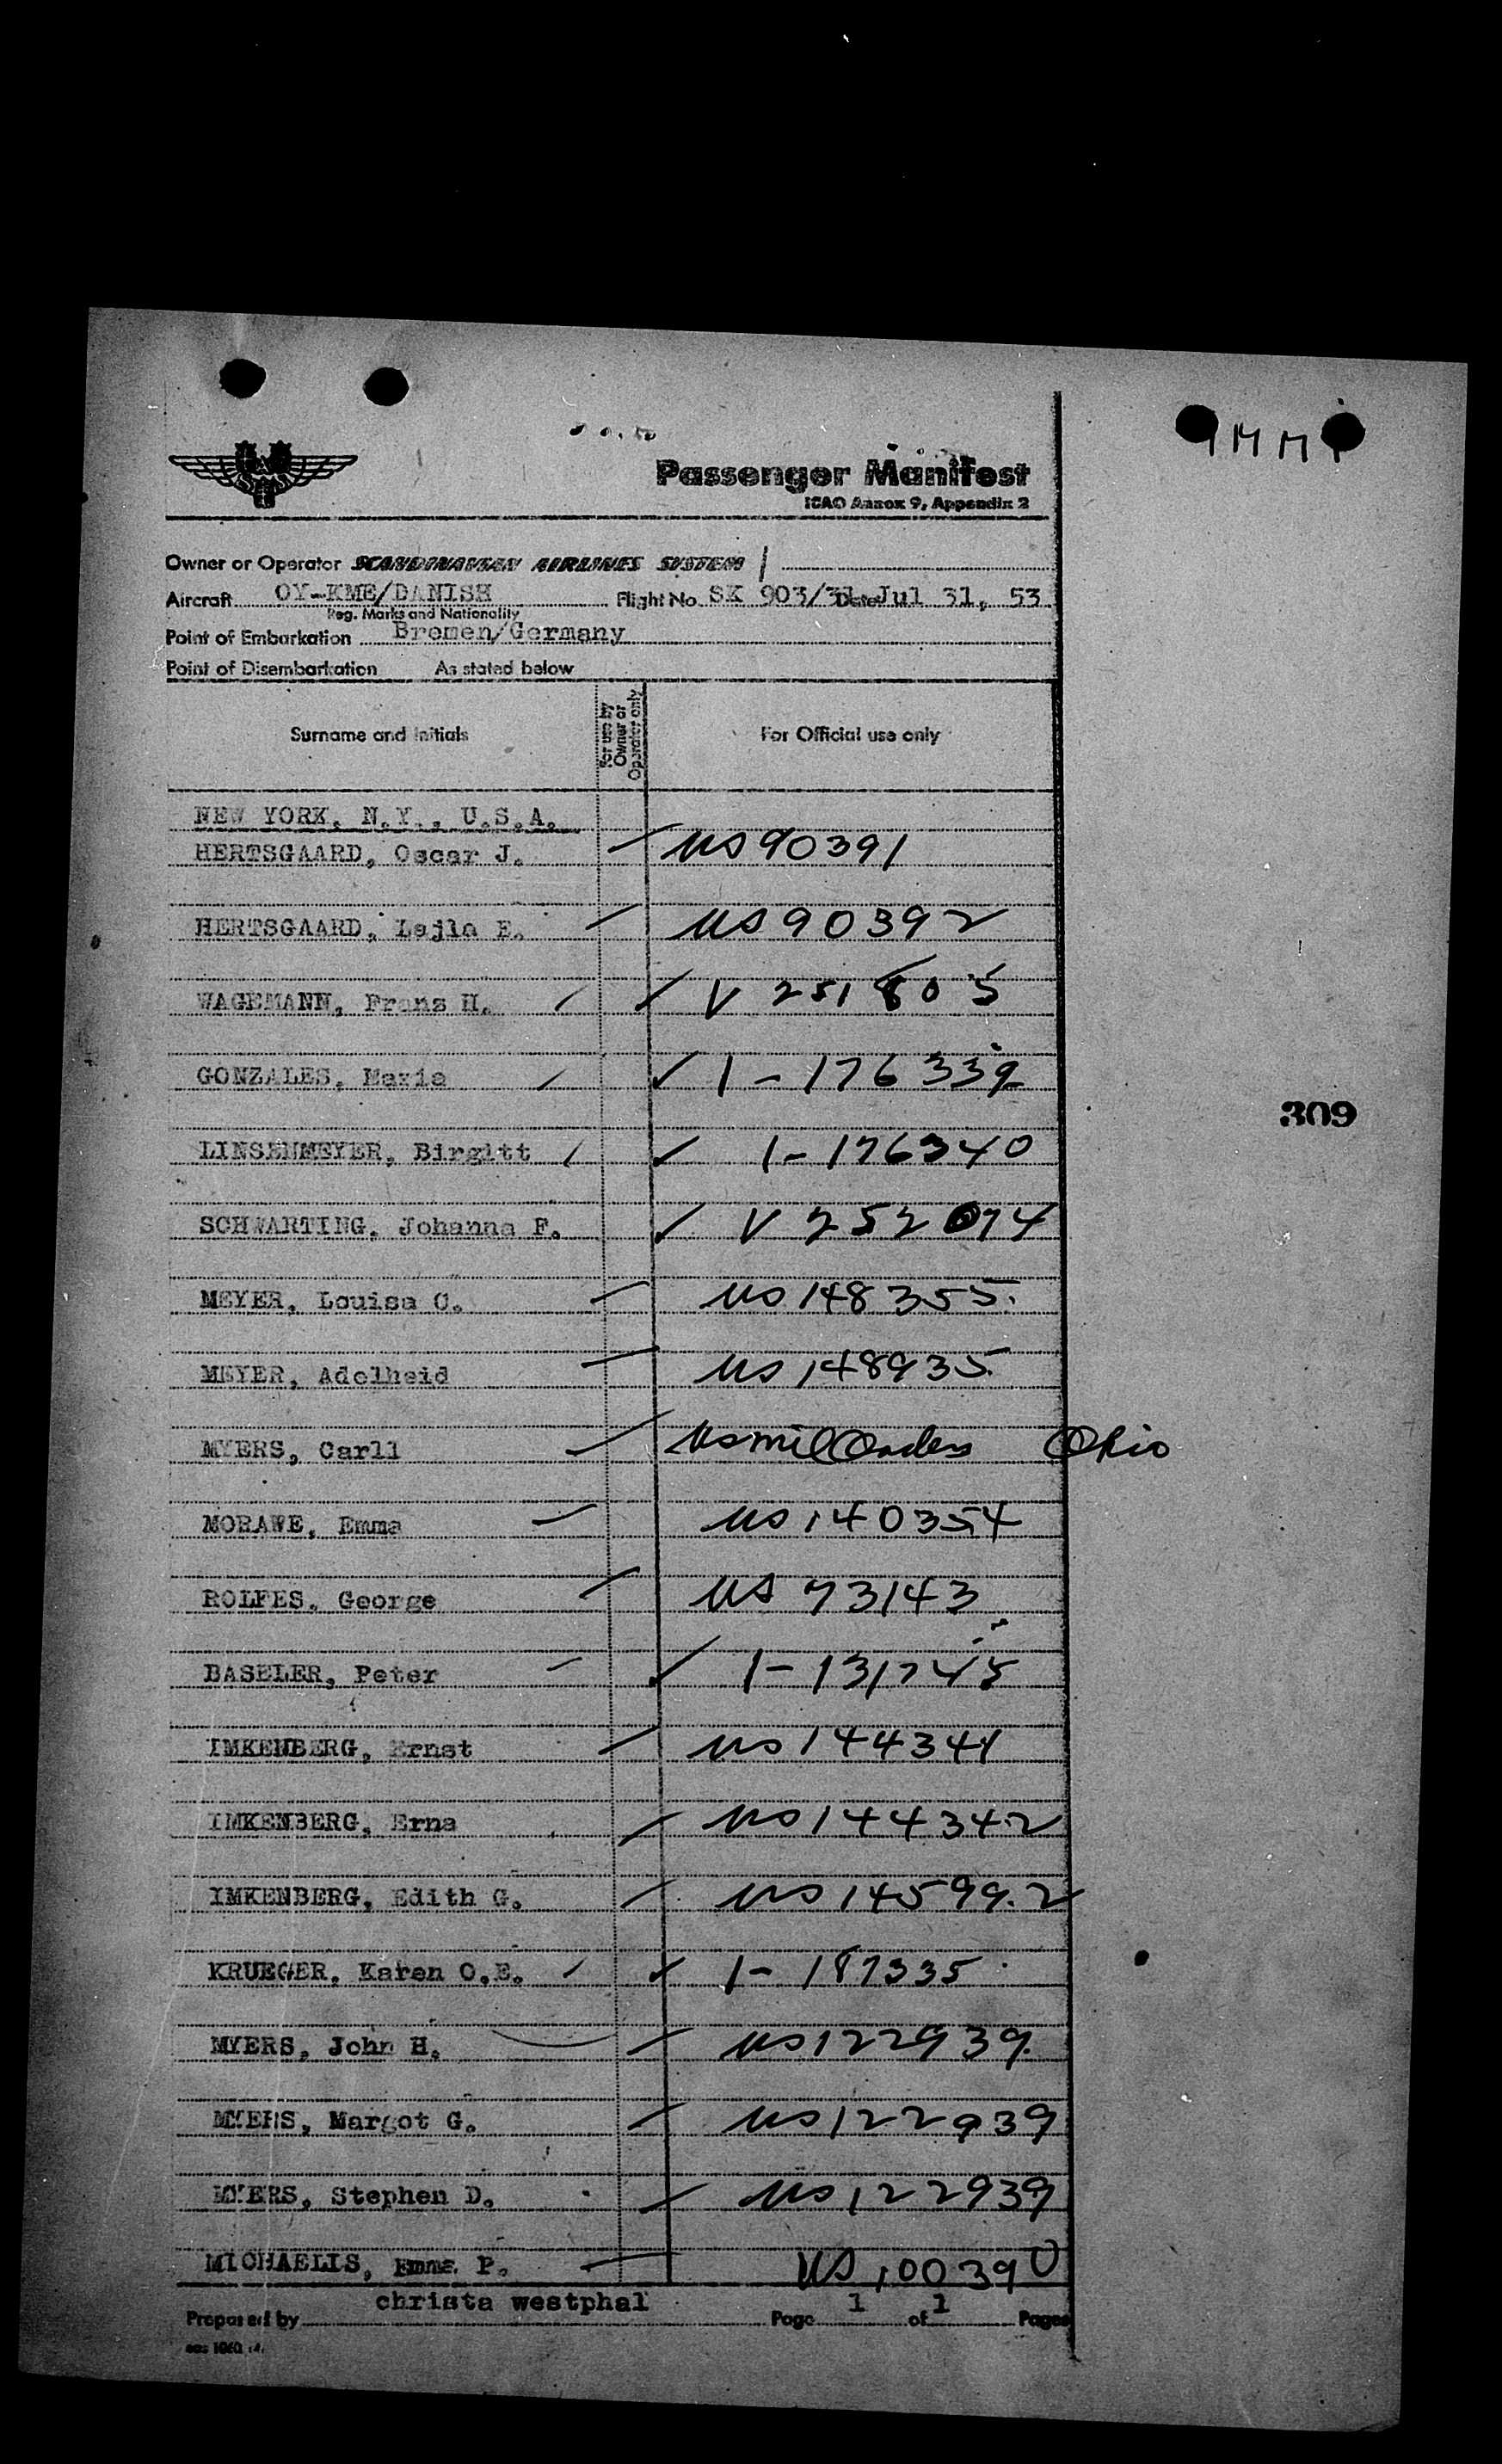 Passenger Manifest
ICAO Annex 9, Appendix 2
Owner or Operator SCANDINAVIAN AIRLINES SYSTEM
Aircraft OY-KME/DANISH Flight No. SK 903/31 Date Jul 31, 53
Reg. Marks and Nationality
Point of Embarkation Bremen/Germany
Point of Disembarkation As stated below
Surname and Initials For use by Owner or Operator only For Official use only
NEW YORK, N.Y., U.S.A.
HERTSGAARD, Oscar J. US 90391
HERTSGAARD, Lajla E. US 90392
WAGEMANN, Franz H. V 251805
GONZALES, Maria I-176339
309
LINSENMEYER, Birgitt I-176340
SCHWARTING, Johanna F. V 252074
MEYER, Louisa C. US 148355
MEYER, Adelheid US 148935
MYERS, Carll US mil Orders Ohio
MORAWE, Emma US 140354
ROLFES, George US 73143
BASELER, Peter I-131745
IMKENBERG, Ernst US 144341
IMKENBERG, Erna US 144342
IMKENBERG, Edith G. US 145992
KRUEGER, Karen O.E. I-187335
MYERS, John H. US 122939
MYERS, Margot G. US 122939
MYERS, Stephen D. US 122939
MICHAELIS, Emma P. US 100390
Prepared by christa westphal Page 1 of 1 Pages